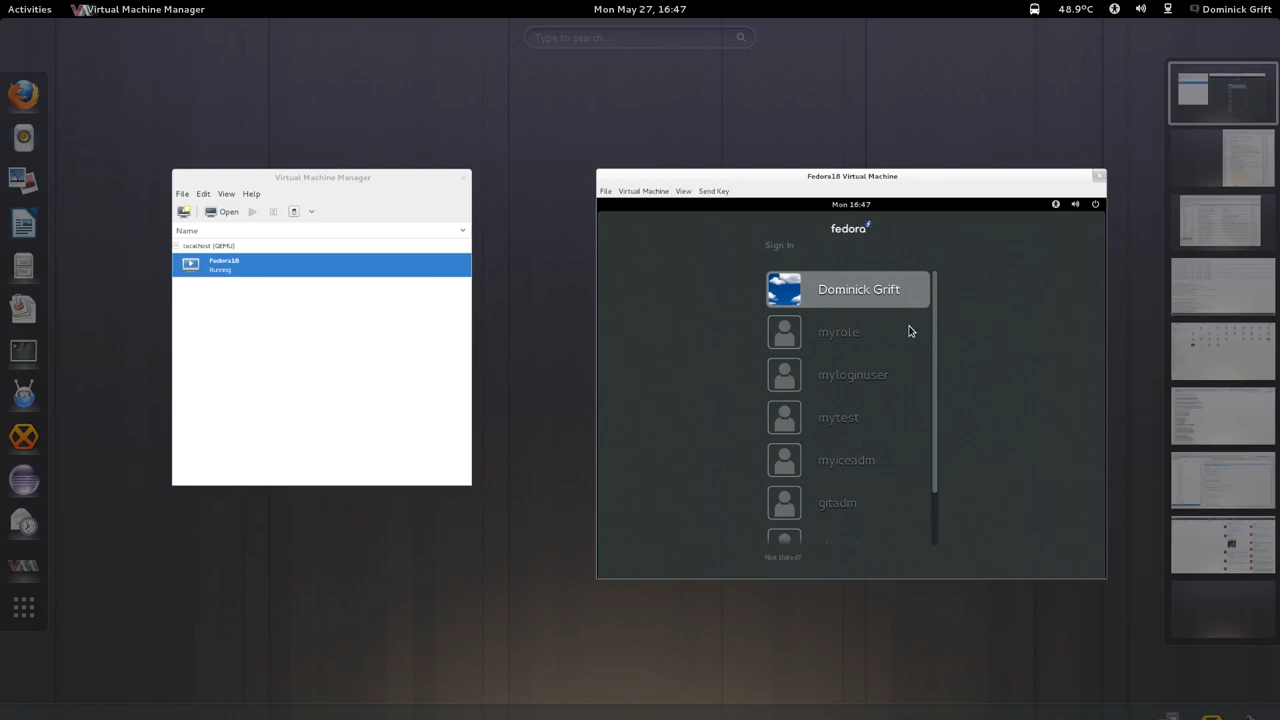 Activities
Virtual Machine Manager
Mon May 27, 16:47
48.9°C
Dominick Grift
Type to search...
Virtual Machine Manager
File Edit View Help
Open
Name
localhost (QEMU)
Fedora18
Running
Fedora18 Virtual Machine
File Virtual Machine View Send Key
Mon 16:47
fedora
Sign In
Dominick Grift
myrole
myloginuser
mytest
myiceadm
gitadm
Not listed?